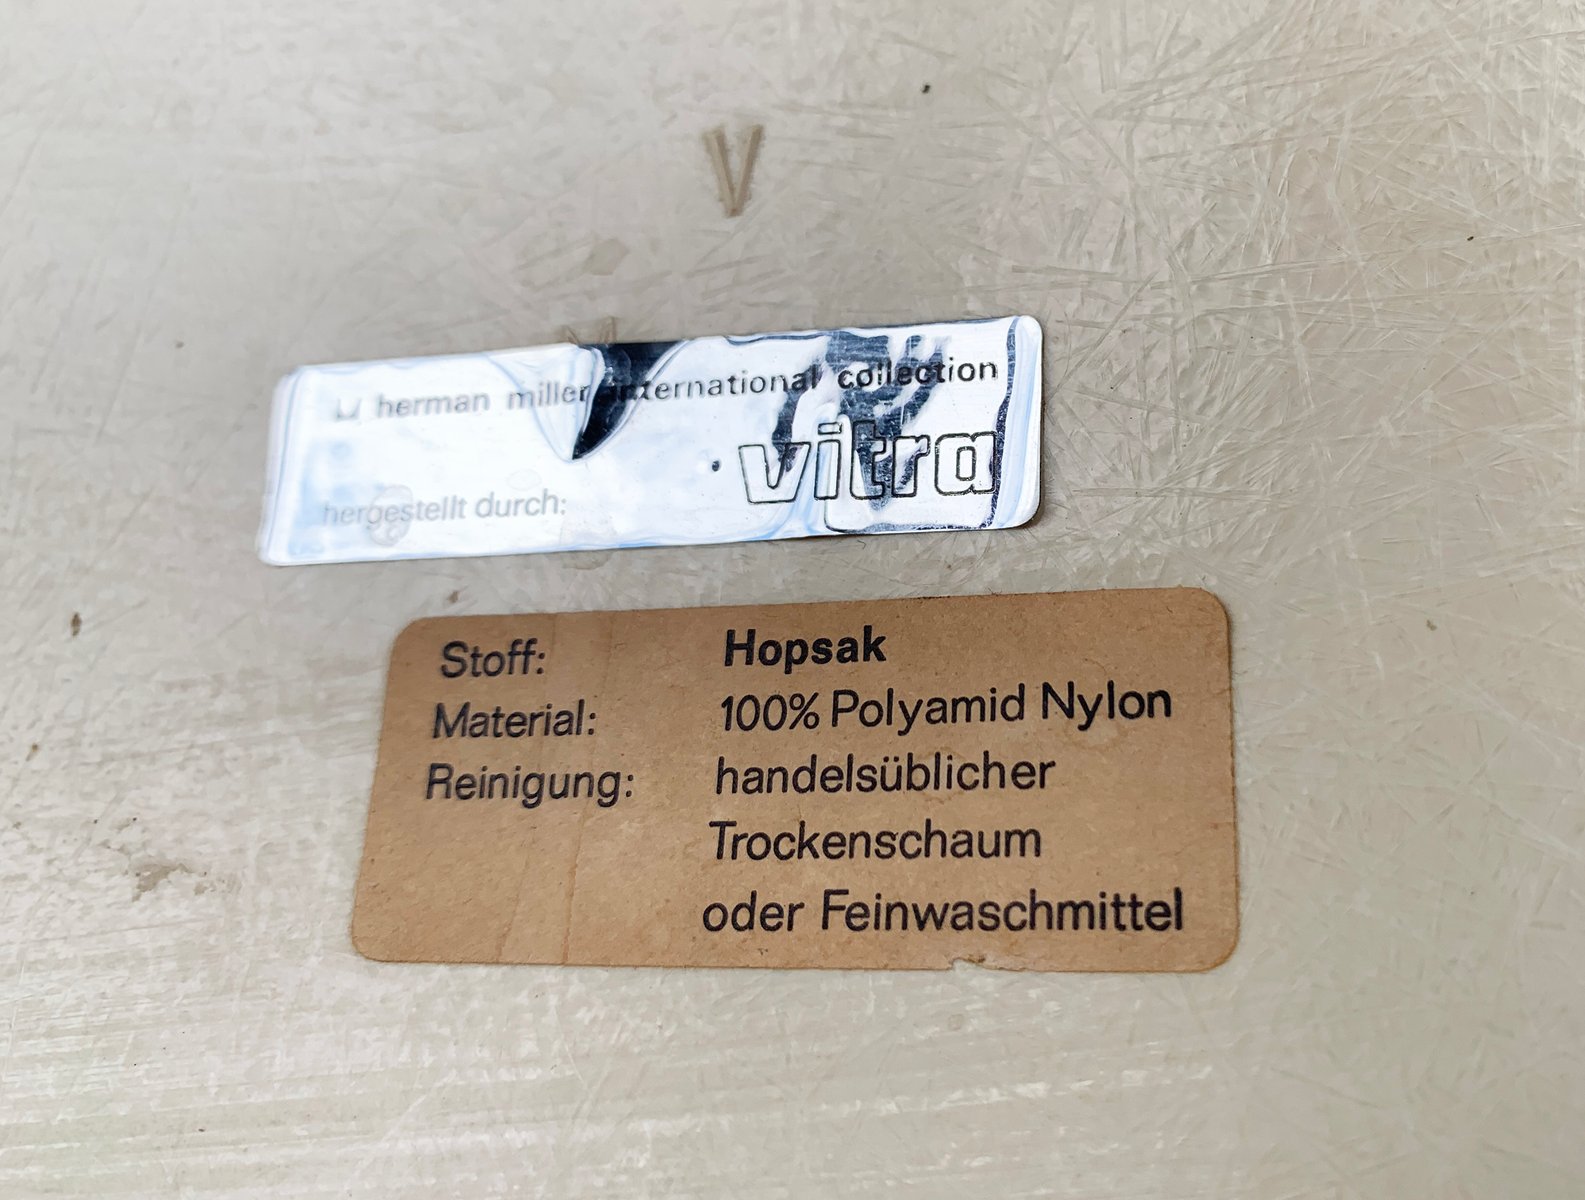 V
herman miller international collection
vitra
hergestellt durch:
Stoff: Hopsak
Material: 100% Polyamid Nylon
Reinigung: handelsüblicher
Trockenschaum
oder Feinwaschmittel